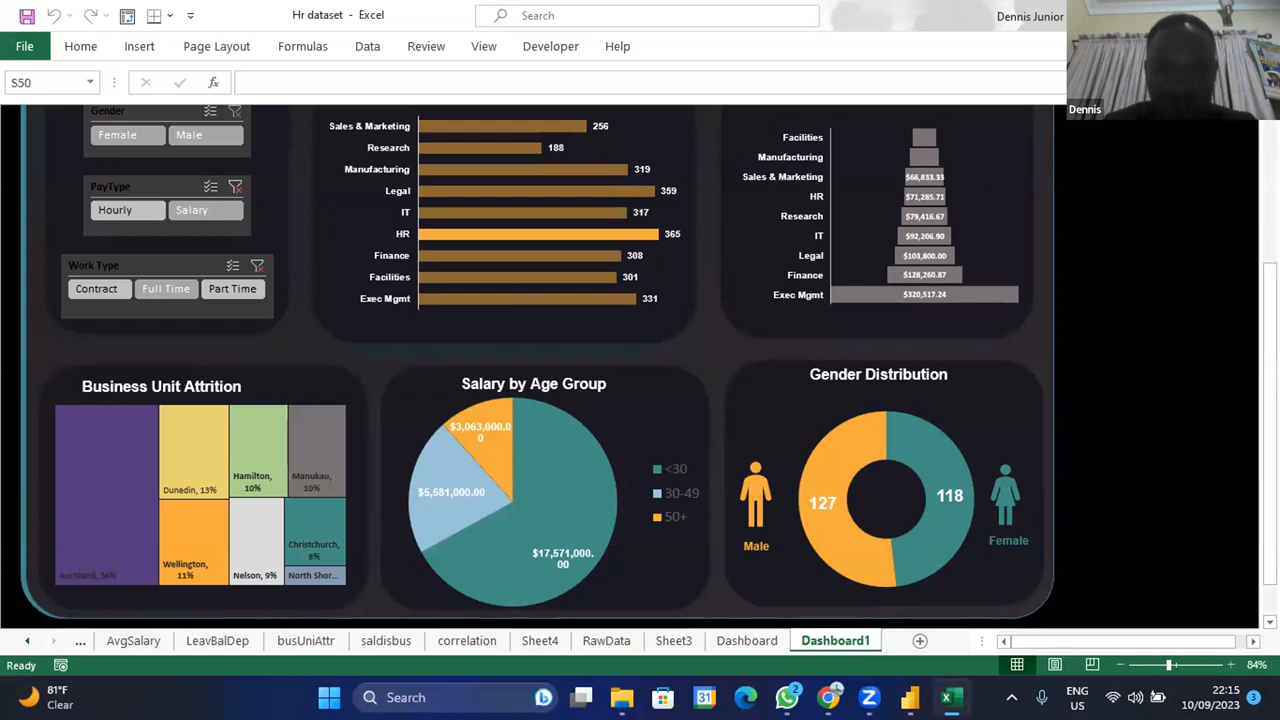 Hr dataset - Excel
Search
Dennis Junior
File
Home
Insert
Page Layout
Formulas
Data
Review
View
Developer
Help
S50
fx
Dennis
Gender
Female
Male
PayType
Hourly
Salary
Work Type
Contract
Full Time
Part Time
Sales & Marketing 256
Research 188
Manufacturing 319
Legal 359
IT 317
HR 365
Finance 308
Facilities 301
Exec Mgmt 331
Facilities
Manufacturing
Sales & Marketing $66,833.33
HR $71,285.71
Research $79,416.67
IT $92,206.90
Legal $103,800.00
Finance $128,260.87
Exec Mgmt $320,517.24
Business Unit Attrition
Auckland, 36%
Dunedin, 13%
Wellington,
11%
Hamilton,
10%
Manukau,
10%
Nelson, 9%
Christchurch,
8%
North Shor...
Salary by Age Group
$3,063,000.0
0
$5,581,000.00
$17,571,000.
00
<30
30-49
50+
Gender Distribution
127
118
Male
Female
...
AvgSalary
LeavBalDep
busUniAttr
saldisbus
correlation
Sheet4
RawData
Sheet3
Dashboard
Dashboard1
Ready
84%
81°F
Clear
Search
31
2
ENG
US
22:15
10/09/2023
3